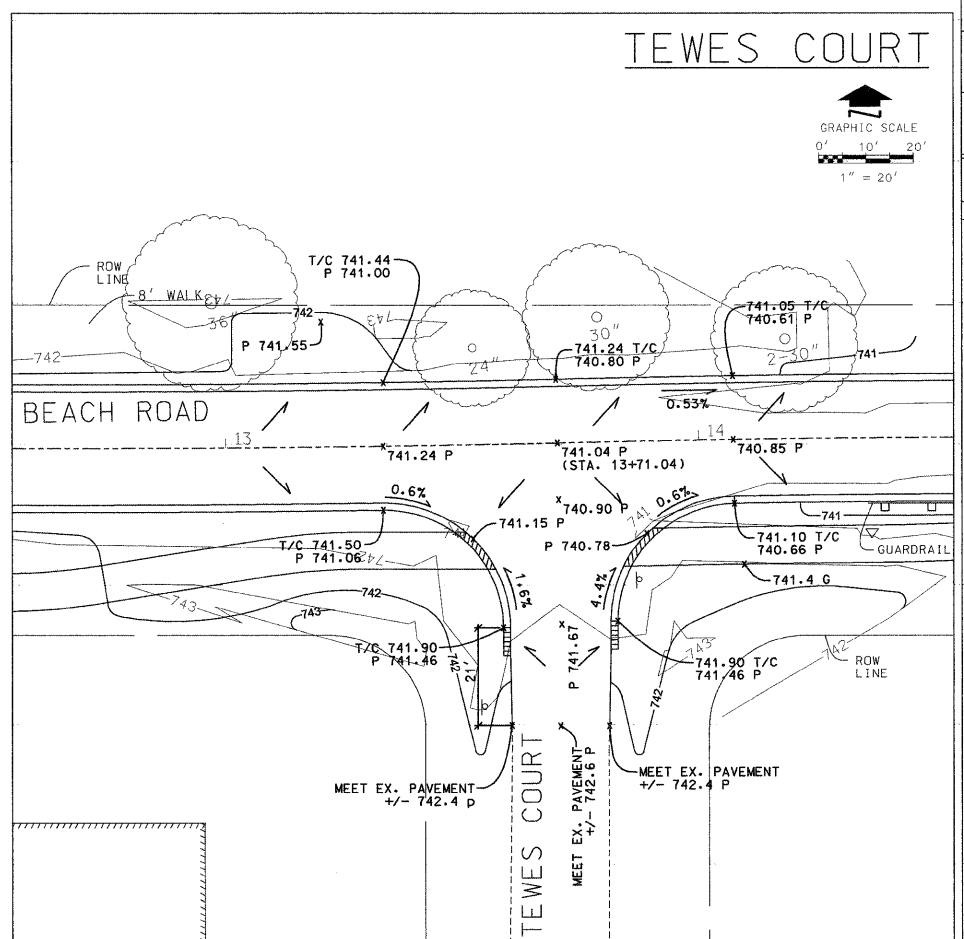 TEWES COURT
GRAPHIC SCALE
0' 10' 20'
1" = 20'
ROW
LINE
8' WALK
743
36"
742
P 741.55
742
T/C 741.44
P 741.00
743
24"
30"
741.24 T/C
740.80 P
741.05 T/C
740.61 P
2-30"
741
0.53%
BEACH ROAD
13
14
741.24 P
741.04 P
(STA. 13+71.04)
740.85 P
0.6%
741.15 P
740.90 P
0.6%
741
P 740.78
741
741.10 T/C
740.66 P
GUARDRAIL
T/C 741.50
P 741.06
742
1.6%
4.4%
741.4 G
743
743
742
T/C 741.90
P 741.46
742
21'
P 741.67
741.90 T/C
741.46 P
743
742
742
ROW
LINE
MEET EX. PAVEMENT
+/- 742.4 P
MEET EX. PAVEMENT
+/- 742.6 P
MEET EX. PAVEMENT
+/- 742.4 P
TEWES COURT